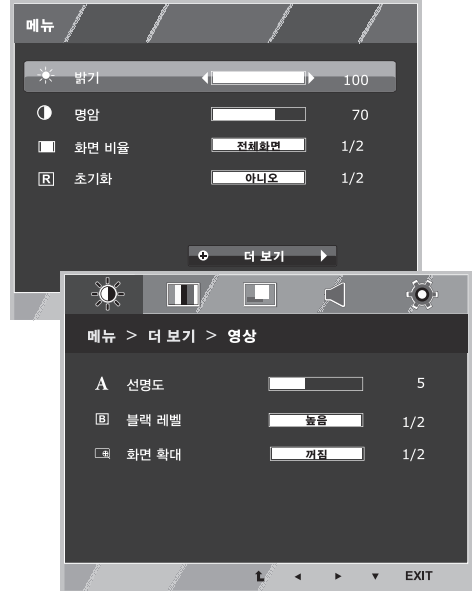 메뉴
밝기 100
명암 70
화면 비율 전체화면 1/2
R 초기화 아니오 1/2
더 보기
메뉴 > 더 보기 > 영상
A 선명도 5
B 블랙 레벨 높음 1/2
화면 확대 꺼짐 1/2
EXIT